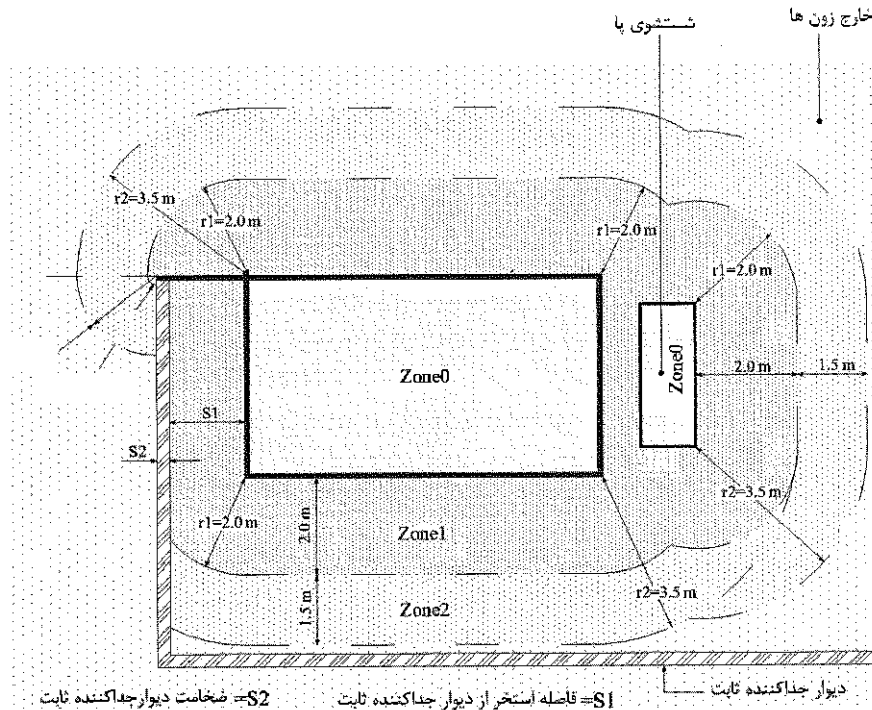 خارج زون ها
شستشوی پا
r2=3.5 m
r1=2.0 m
r1=2.0 m
r1=2.0 m
Zone0
Zone0
2.0 m
1.5 m
S1
S2
r1=2.0 m
2.0 m
Zone1
r2=3.5 m
r2=3.5 m
1.5 m
Zone2
S2= ضخامت دیوارجداکننده ثابت
S1= فاصله استخر از دیوار جداکننده ثابت
دیوار جداکننده ثابت